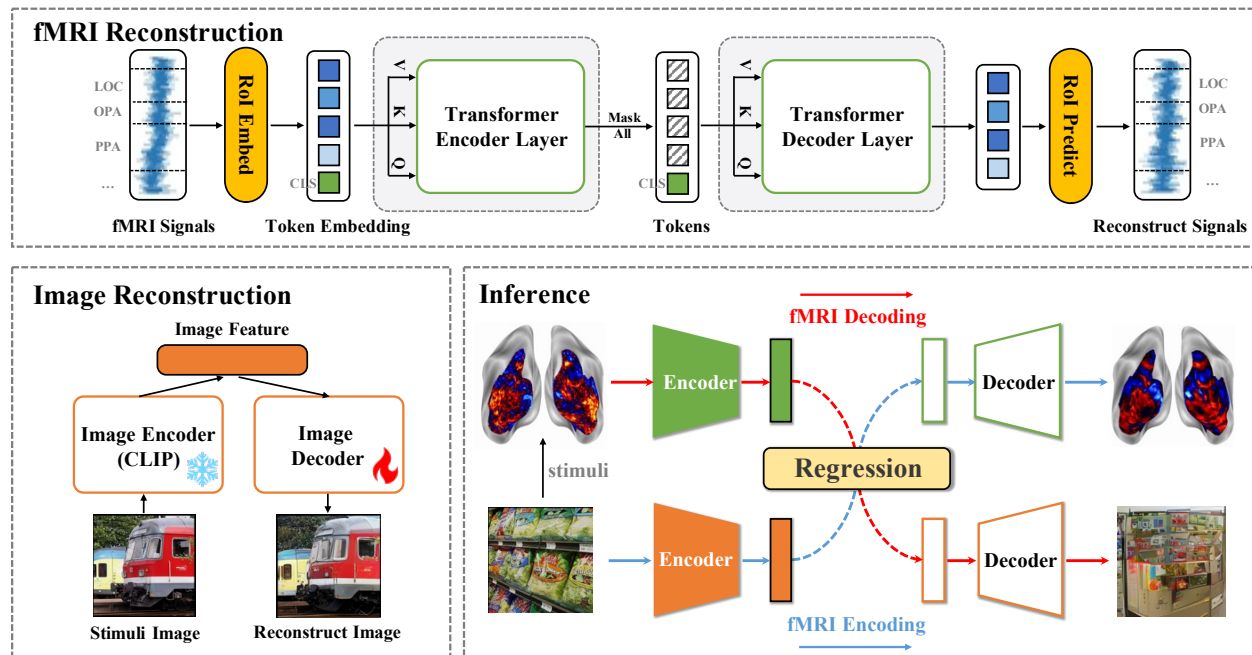 fMRI Reconstruction
LOC
OPA
PPA
...
fMRI Signals
RoI Embed
CLS
Token Embedding
V
K
Q
Transformer
Encoder Layer
Mask
All
CLS
Tokens
V
K
Q
Transformer
Decoder Layer
RoI Predict
LOC
OPA
PPA
...
Reconstruct Signals
Image Reconstruction
Image Feature
Image Encoder
(CLIP)
Image
Decoder
Stimuli Image
Reconstruct Image
Inference
fMRI Decoding
Encoder
Decoder
stimuli
Regression
Encoder
Decoder
fMRI Encoding